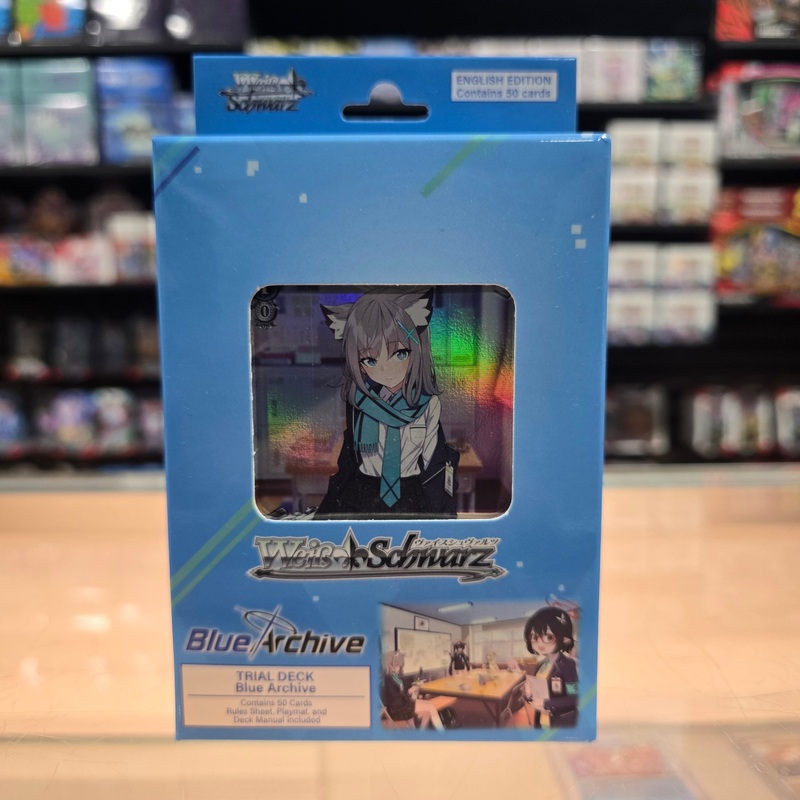 Weiß Schwarz
ENGLISH EDITION
Contains 50 cards
0
ヴァイスシュヴァルツ
Weiß Schwarz
Blue Archive
TRIAL DECK
Blue Archive
Contains 50 Cards
Rules Sheet, Playmat, and
Deck Manual Included